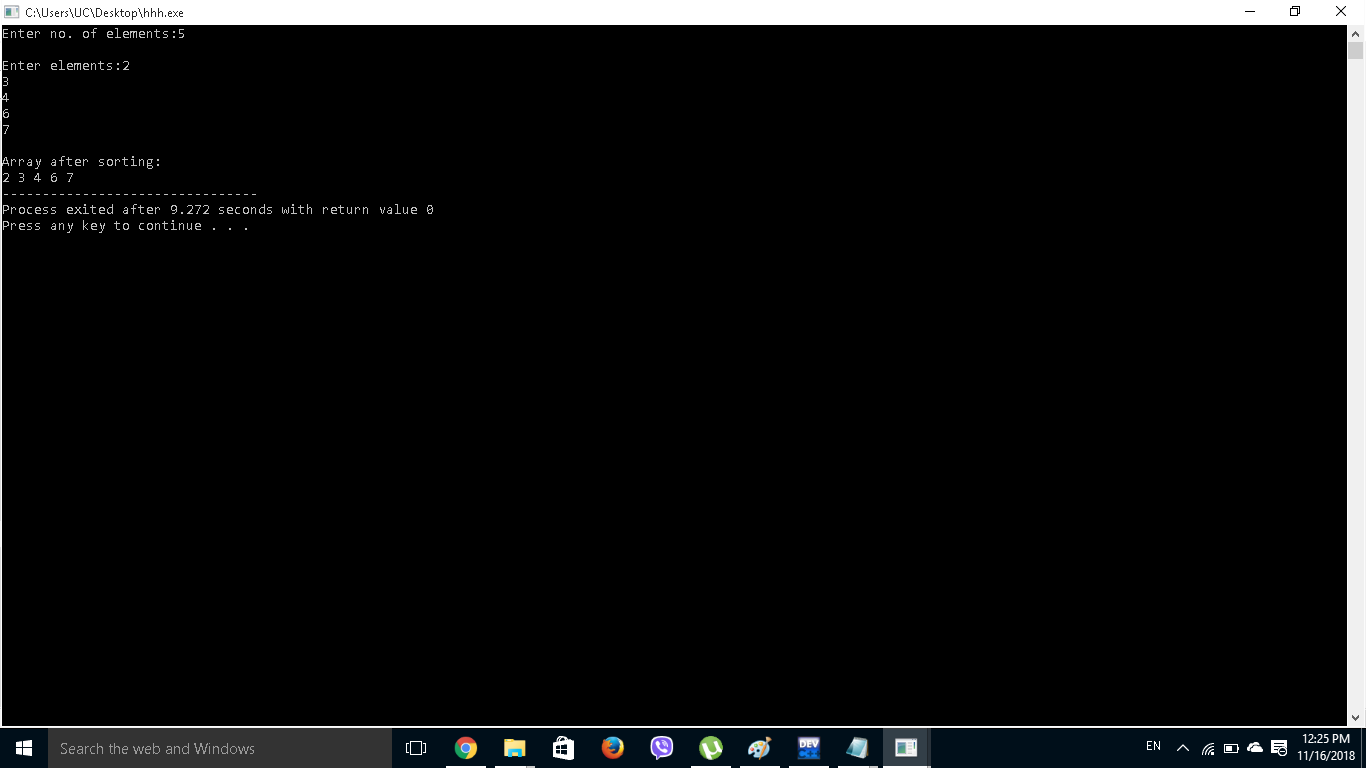 C:\Users\UC\Desktop\hhh.exe
Enter no. of elements:5
Enter elements:2
3
4
6
7
Array after sorting:
2 3 4 6 7
--------------------------------
Process exited after 9.272 seconds with return value 0
Press any key to continue . . .
Search the web and Windows
DEV
EN
12:25 PM
11/16/2018